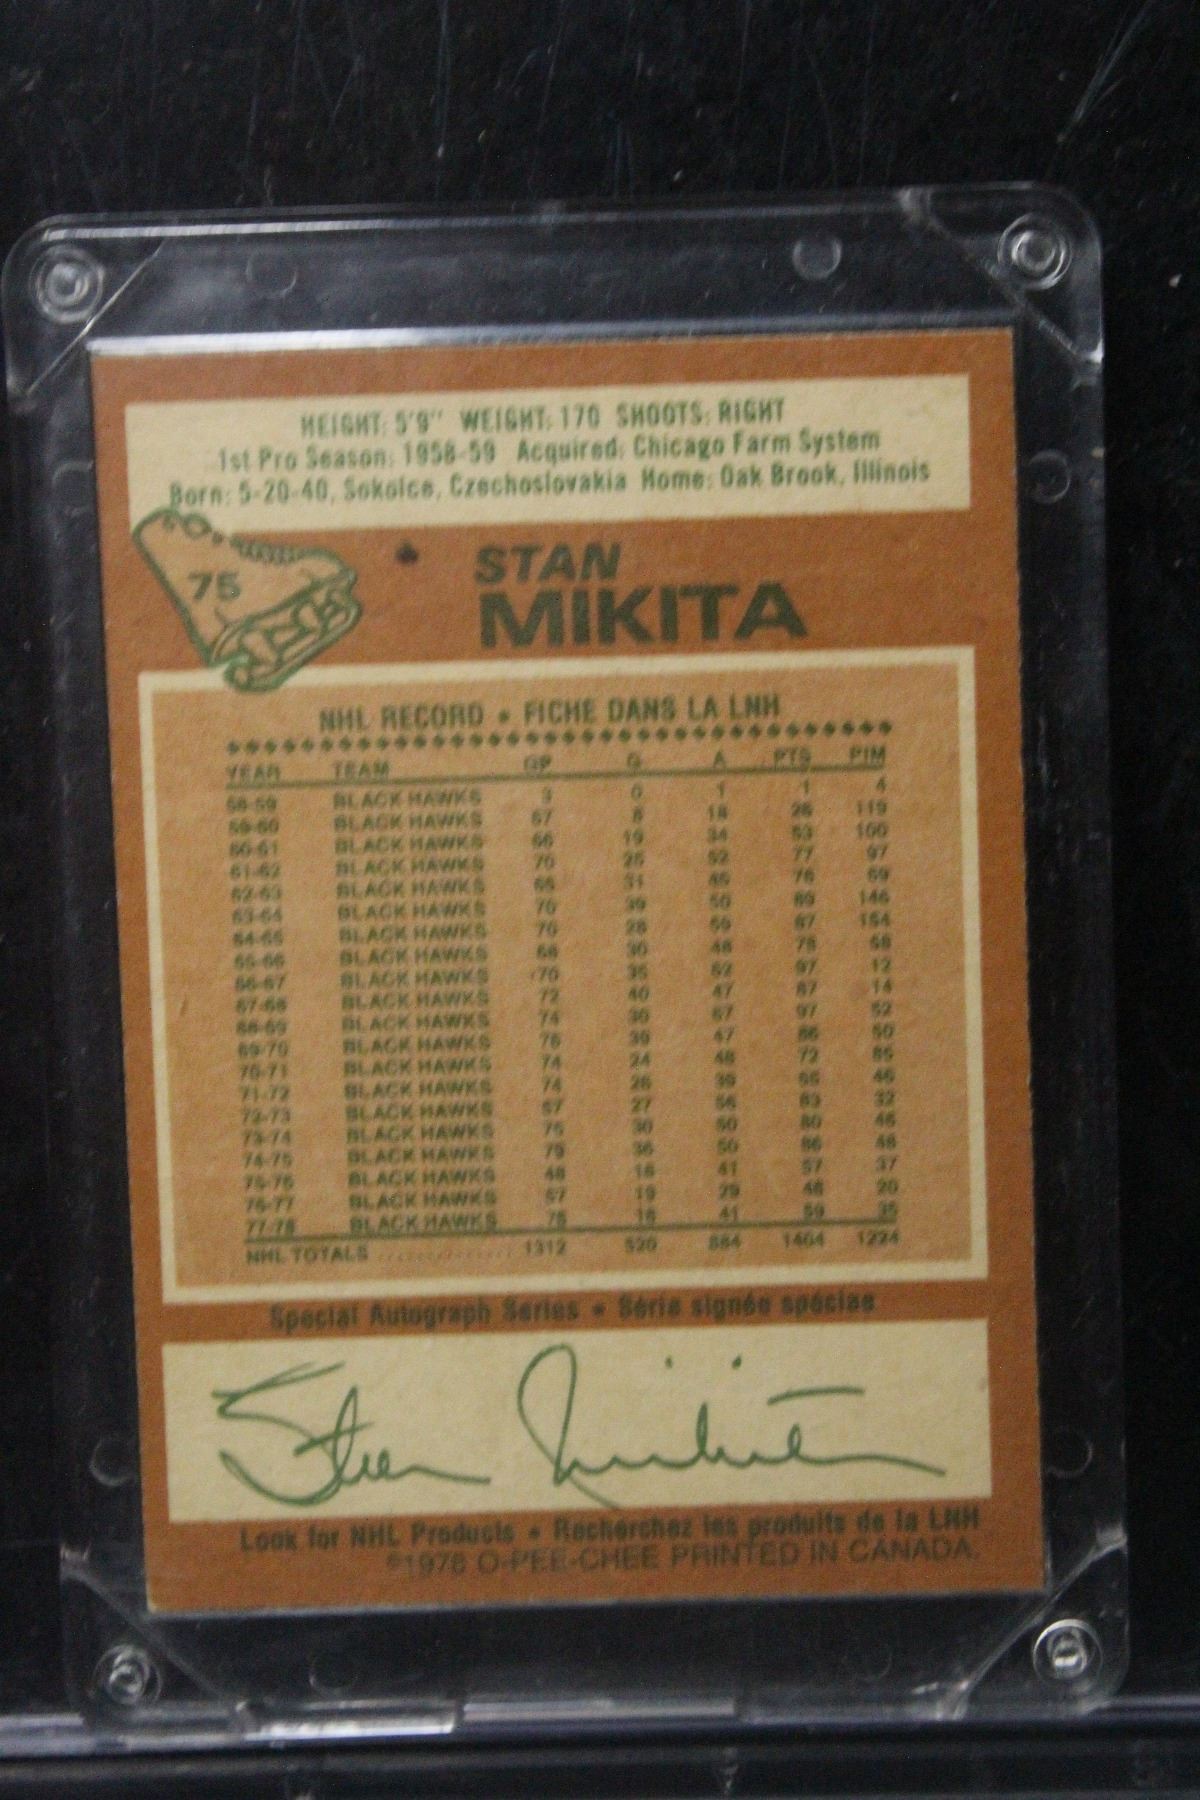 HEIGHT: 5'9" WEIGHT: 170 SHOOTS: RIGHT
1st Pro Season: 1958-59 Acquired: Chicago Farm System
Born: 5-20-40, Sokolce, Czechoslovakia Home: Oak Brook, Illinois
75
STAN
MIKITA
NHL RECORD • FICHE DANS LA LNH
YEAR TEAM GP G A PTS PIM
58-59 BLACK HAWKS 3 0 1 1 4
59-60 BLACK HAWKS 67 8 18 26 119
60-61 BLACK HAWKS 66 19 34 53 100
61-62 BLACK HAWKS 70 25 52 77 97
62-63 BLACK HAWKS 65 31 45 76 69
63-64 BLACK HAWKS 70 39 50 89 146
64-65 BLACK HAWKS 70 28 59 87 154
65-66 BLACK HAWKS 68 30 48 78 58
66-67 BLACK HAWKS 70 35 62 97 12
67-68 BLACK HAWKS 72 40 47 87 14
68-69 BLACK HAWKS 74 30 67 97 52
69-70 BLACK HAWKS 76 39 47 86 50
70-71 BLACK HAWKS 74 24 48 72 85
71-72 BLACK HAWKS 74 26 39 65 46
72-73 BLACK HAWKS 57 27 56 83 32
73-74 BLACK HAWKS 75 30 50 80 46
74-75 BLACK HAWKS 79 36 50 86 48
75-76 BLACK HAWKS 48 16 41 57 37
76-77 BLACK HAWKS 57 19 29 48 20
77-78 BLACK HAWKS 76 18 41 59 35
NHL TOTALS 1312 520 884 1404 1224
Special Autograph Series • Série signée spéciae
Stan Mikita
Look for NHL Products • Recherchez les produits de la LNH
©1978 O-PEE-CHEE PRINTED IN CANADA.